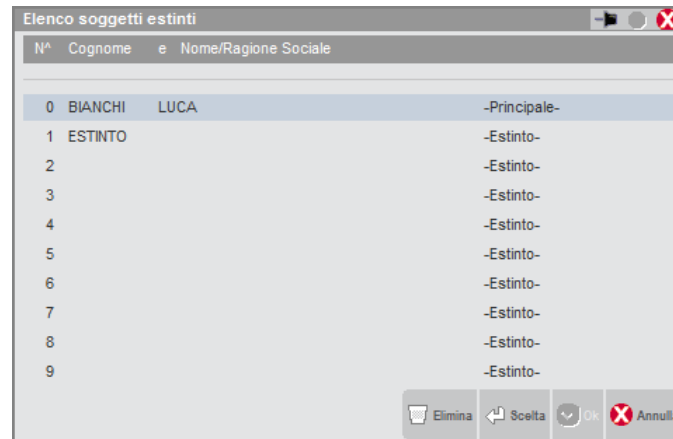 Elenco soggetti estinti
N^ Cognome e Nome/Ragione Sociale
0 BIANCHI LUCA -Principale-
1 ESTINTO -Estinto-
2 -Estinto-
3 -Estinto-
4 -Estinto-
5 -Estinto-
6 -Estinto-
7 -Estinto-
8 -Estinto-
9 -Estinto-
Elimina Scelta Ok Annull